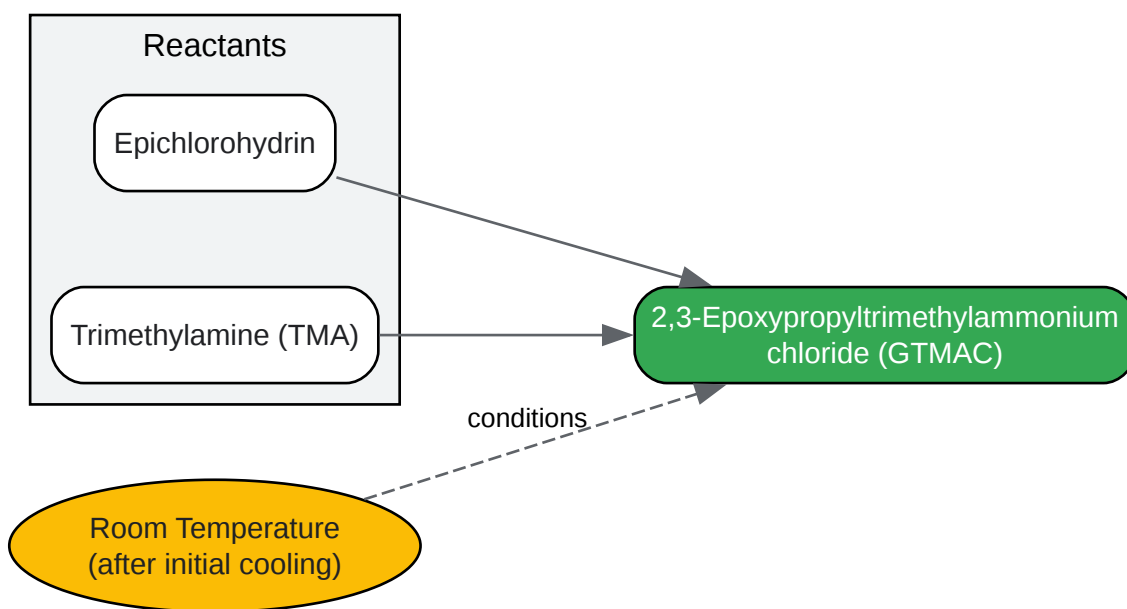 Reactants
Epichlorohydrin
Trimethylamine (TMA)
2,3-Epoxypropyltrimethylammonium
chloride (GTMAC)
conditions
Room Temperature
(after initial cooling)